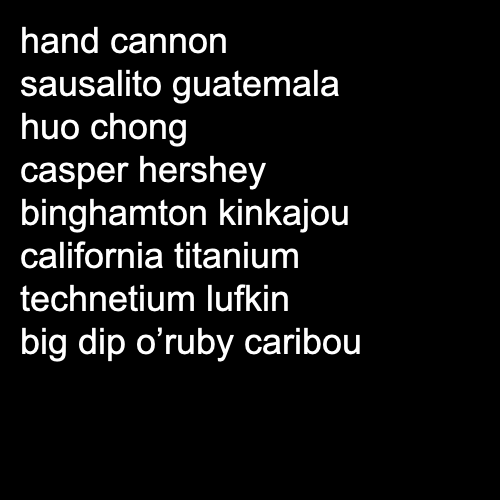 hand cannon
sausalito guatemala
huo chong
casper hershey
binghamton kinkajou
california titanium
technetium lufkin
big dip o’ruby caribou